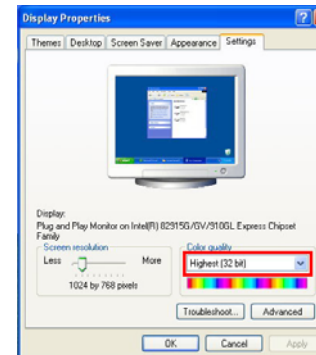 Display Properties
Themes Desktop Screen Saver Appearance Settings
Display:
Plug and Play Monitor on Intel(R) 82915G/GV/910GL Express Chipset
Family
Screen resolution
Less More
1024 by 768 pixels
Color quality
Highest (32 bit)
Troubleshoot... Advanced
OK Cancel Apply